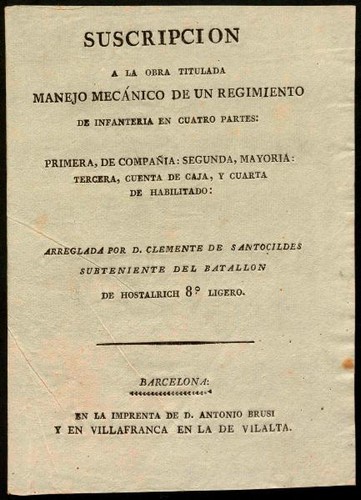 SUSCRIPCION
A LA OBRA TITULADA
MANEJO MECÁNICO DE UN REGIMIENTO
DE INFANTERIA EN CUATRO PARTES:
PRIMERA, DE COMPAÑIA: SEGUNDA, MAYORIA:
TERCERA, CUENTA DE CAJA, Y CUARTA
DE HABILITADO:
ARREGLADA POR D. CLEMENTE DE SANTOCILDES
SUBTENIENTE DEL BATALLON
DE HOSTALRICH 8º LIGERO.
BARCELONA:
EN LA IMPRENTA DE D. ANTONIO BRUSI
Y EN VILLAFRANCA EN LA DE VILALTA.